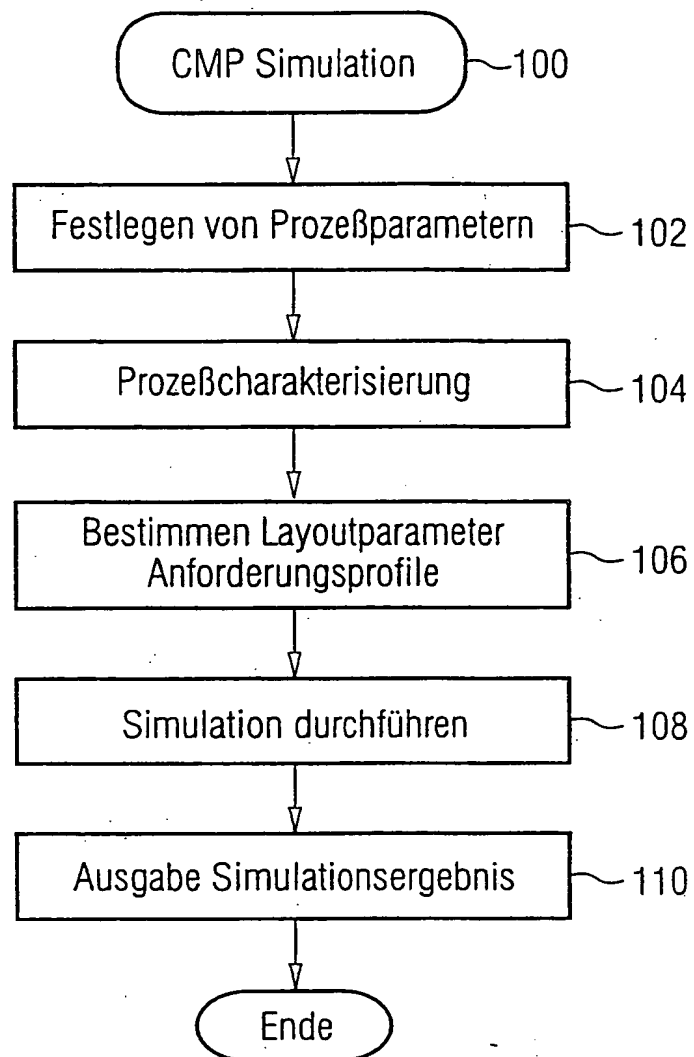 CMP Simulation 100
Festlegen von Prozeßparametern 102
Prozeßcharakterisierung 104
Bestimmen Layoutparameter
Anforderungsprofile 106
Simulation durchführen 108
Ausgabe Simulationsergebnis 110
Ende